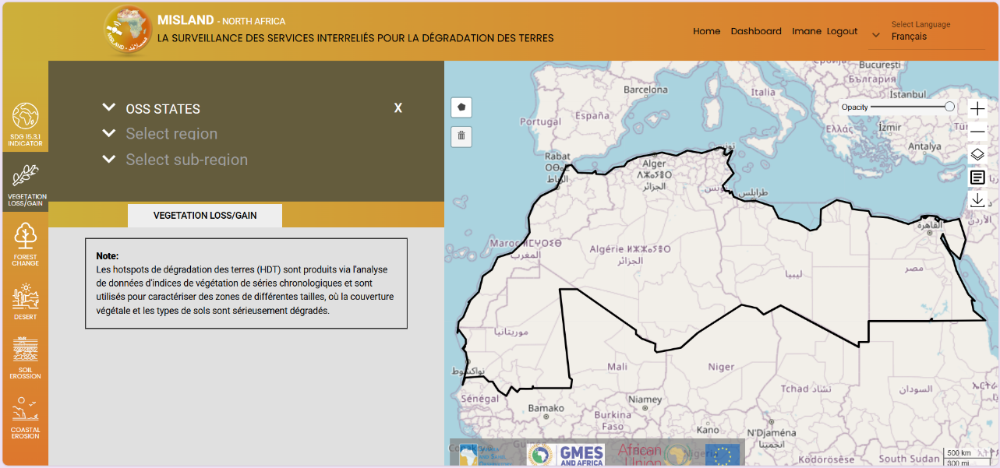 MISLAND - NORTH AFRICA
LA SURVEILLANCE DES SERVICES INTERRELIÉS POUR LA DÉGRADATION DES TERRES
Home Dashboard Imane Logout
Select Language
Français
SDG 15.3.1
INDICATOR
VEGETATION
LOSS/GAIN
FOREST
CHANGE
DESERT
SOIL
EROSSION
COASTAL
EROSION
OSS STATES
X
Select region
Select sub-region
VEGETATION LOSS/GAIN
Note:
Les hotspots de dégradation des terres (HDT) sont produits via l'analyse
de données d'indices de végétation de séries chronologiques et sont
utilisés pour caractériser des zones de différentes tailles, où la couverture
végétale et les types de sols sont sérieusement dégradés.
București
България
Barcelona
Italia
İstanbul
Opacity
España
Portugal
Ελλάς
İzmir
Antalya
تونس
Rabat
الرباط
Alger
الجزائر
طرابلس
القاهرة
الأردن
Maroc
المغرب
Algérie
الجزائر
ليبيا
مصر
موريتانيا
نواكشوط
Mali
Niger
Tchad تشاد
السودان
Sénégal
Bamako
Niamey
Burkina
Faso
Kano
N'Djaména
انجمينا
GMES
AND AFRICA
African
Union
Nigeria
Ködörösêse
South Sudan
500 km
300 mi